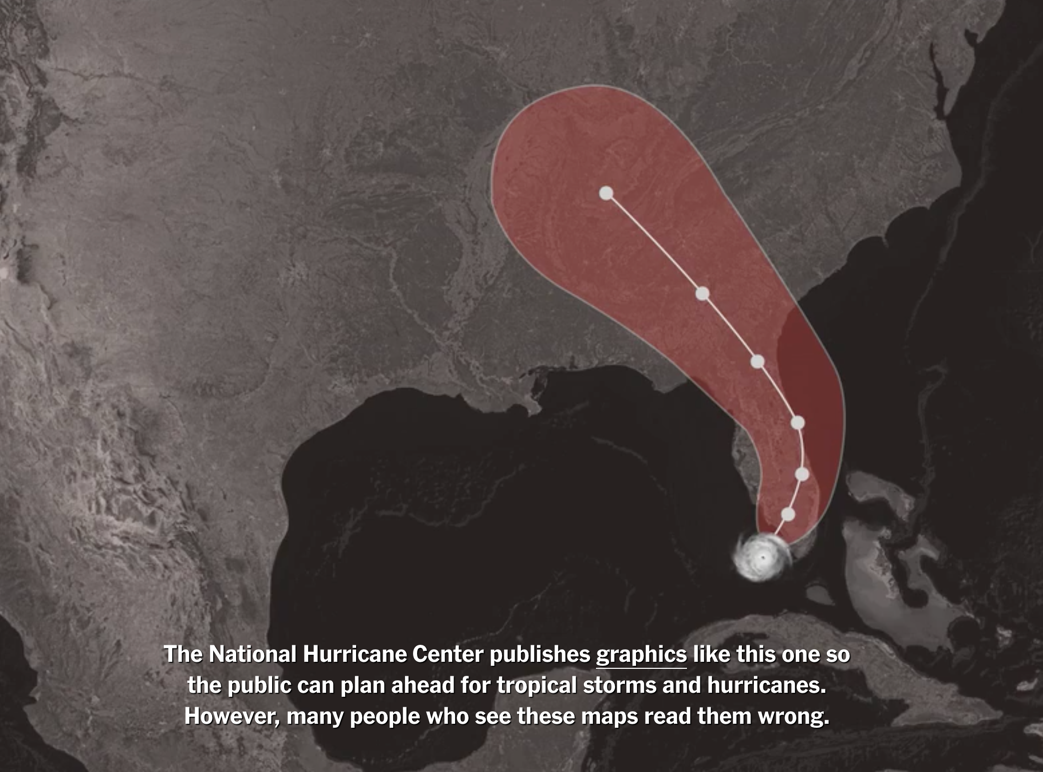 The National Hurricane Center publishes graphics like this one so
the public can plan ahead for tropical storms and hurricanes.
However, many people who see these maps read them wrong.